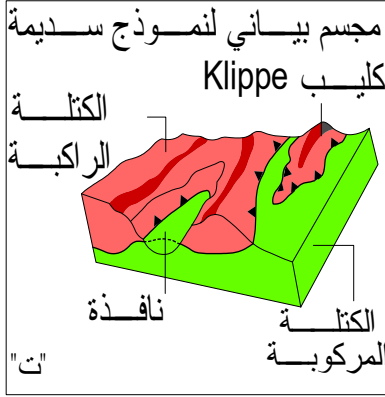 مجسم بياني لنموذج سديمة
كليب Klippe
الكتلة
الراكبة
نافذة
الكتلة
المركوبة
"ت"